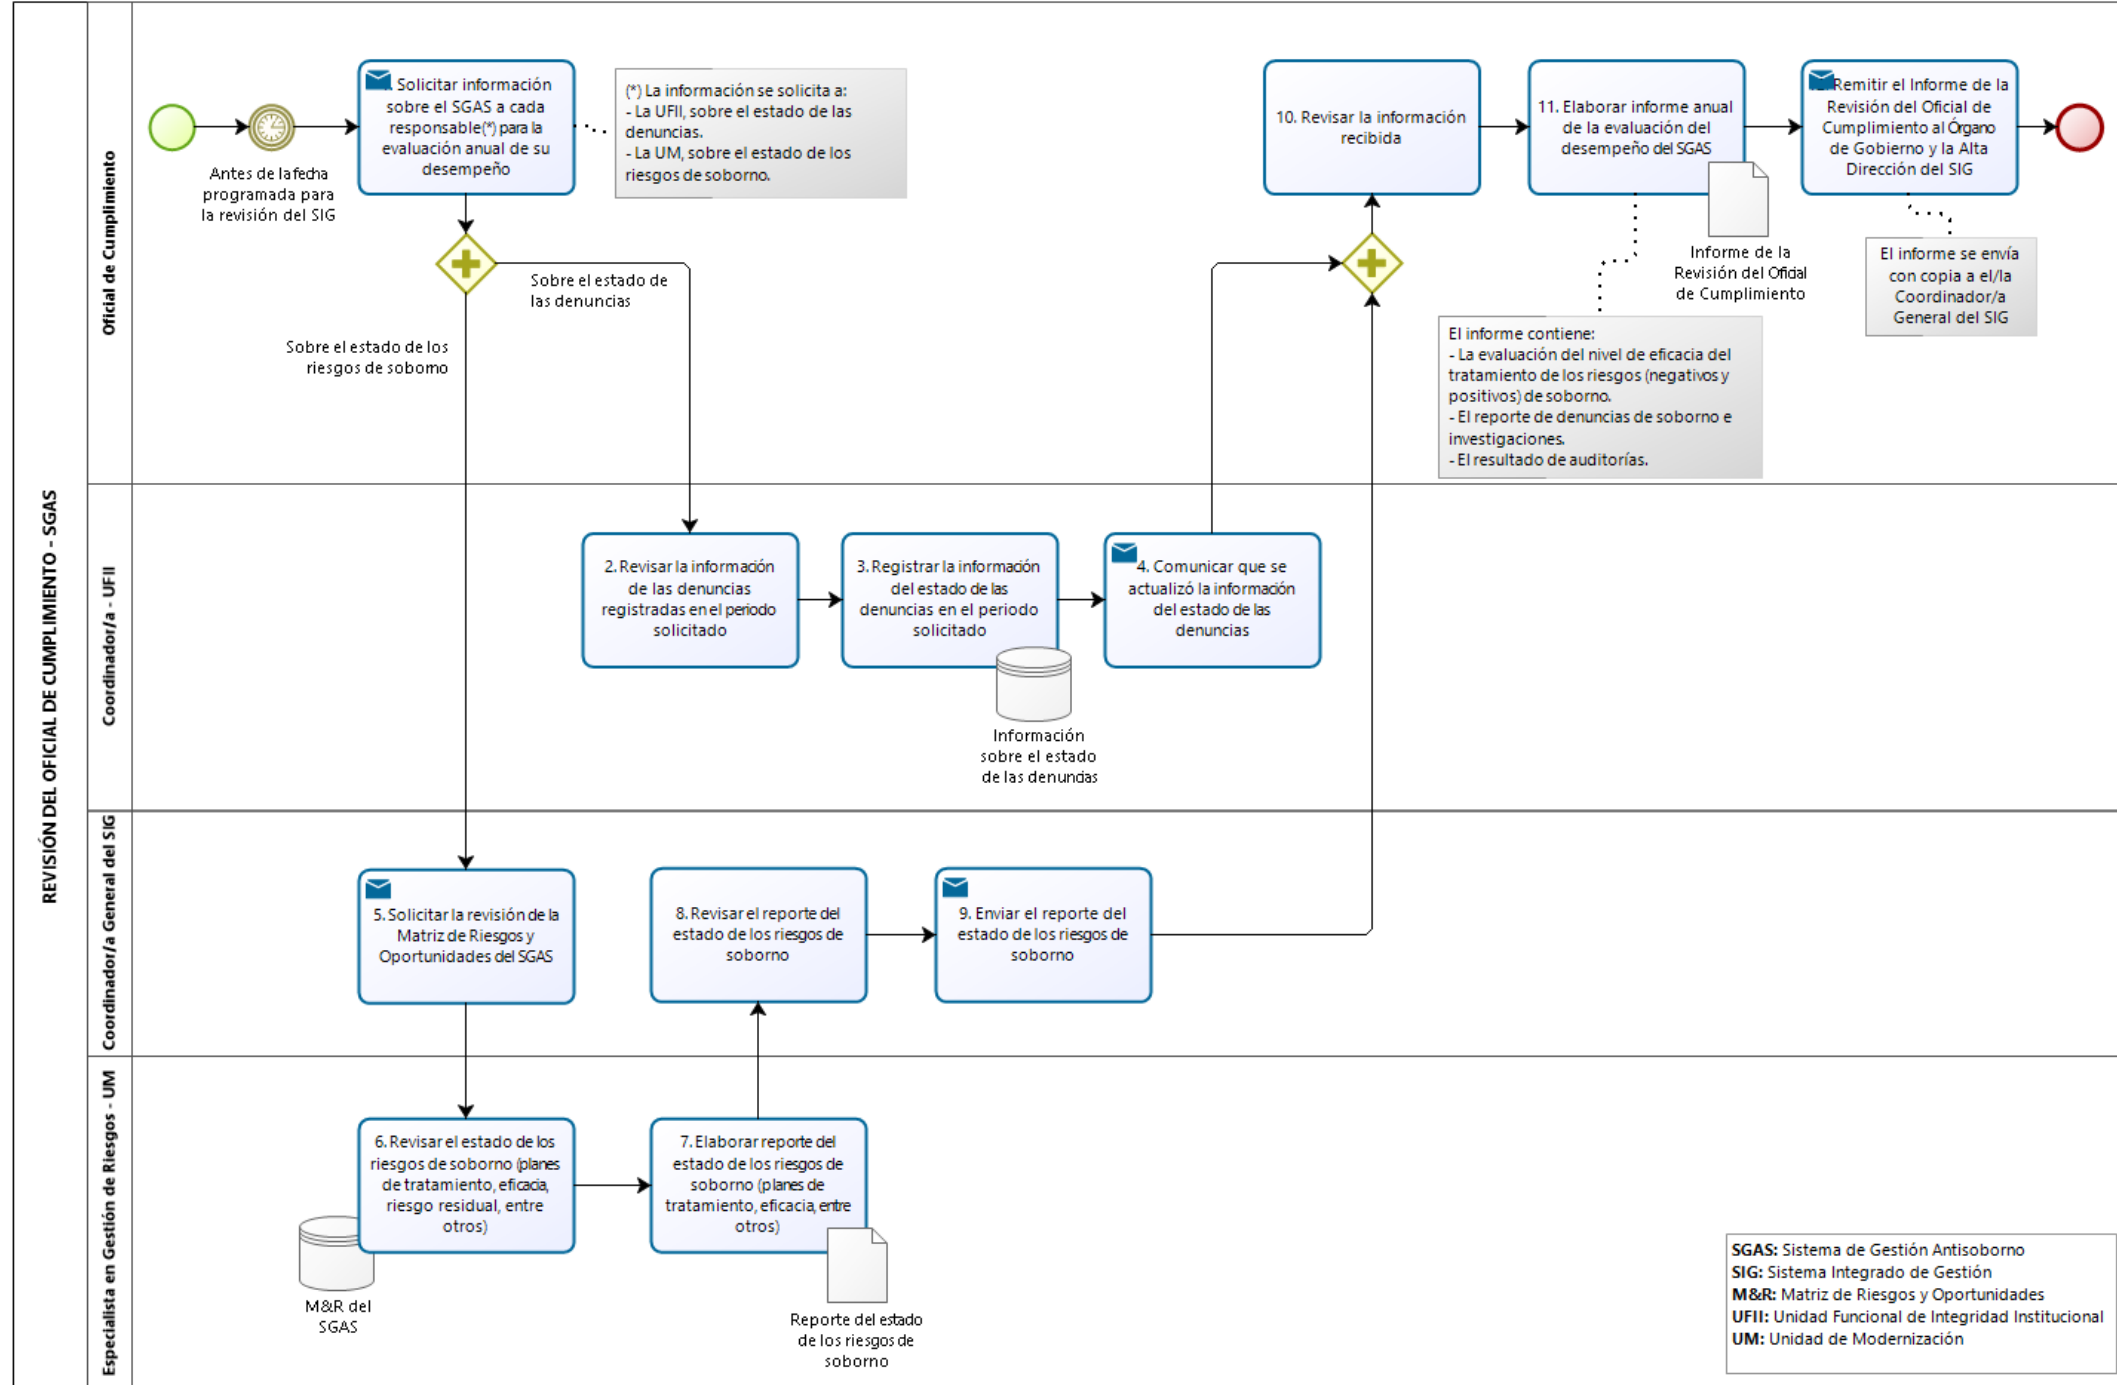 REVISIÓN DEL OFICIAL DE CUMPLIMIENTO - SGAS
Oficial de Cumplimiento
Antes de la fecha
programada para
la revisión del SIG
Solicitar información
sobre el SGAS a cada
responsable(*) para la
evaluación anual de su
desempeño
(*) La información se solicita a:
- La UFII, sobre el estado de las
denuncias.
- La UM, sobre el estado de los
riesgos de soborno.
Sobre el estado de
las denuncias
Sobre el estado de los
riesgos de soborno
10. Revisar la información
recibida
11. Elaborar informe anual
de la evaluación del
desempeño del SGAS
Informe de la
Revisión del Oficial
de Cumplimiento
El informe contiene:
- La evaluación del nivel de eficacia del
tratamiento de los riesgos (negativos y
positivos) de soborno.
- El reporte de denuncias de soborno e
investigaciones.
- El resultado de auditorías.
Remitir el Informe de la
Revisión del Oficial de
Cumplimiento al Órgano
de Gobierno y la Alta
Dirección del SIG
El informe se envía
con copia a el/la
Coordinador/a
General del SIG
Coordinador/a - UFII
2. Revisar la información
de las denuncias
registradas en el periodo
solicitado
3. Registrar la información
del estado de las
denuncias en el periodo
solicitado
Información
sobre el estado
de las denuncias
4. Comunicar que se
actualizó la información
del estado de las
denuncias
Coordinador/a General del SIG
5. Solicitar la revisión de la
Matriz de Riesgos y
Oportunidades del SGAS
8. Revisar el reporte del
estado de los riesgos de
soborno
9. Enviar el reporte del
estado de los riesgos de
soborno
Especialista en Gestión de Riesgos - UM
6. Revisar el estado de los
riesgos de soborno (planes
de tratamiento, eficacia,
riesgo residual, entre
otros)
M&R del
SGAS
7. Elaborar reporte del
estado de los riesgos de
soborno (planes de
tratamiento, eficacia, entre
otros)
Reporte del estado
de los riesgos de
soborno
SGAS: Sistema de Gestión Antisoborno
SIG: Sistema Integrado de Gestión
M&R: Matriz de Riesgos y Oportunidades
UFII: Unidad Funcional de Integridad Institucional
UM: Unidad de Modernización